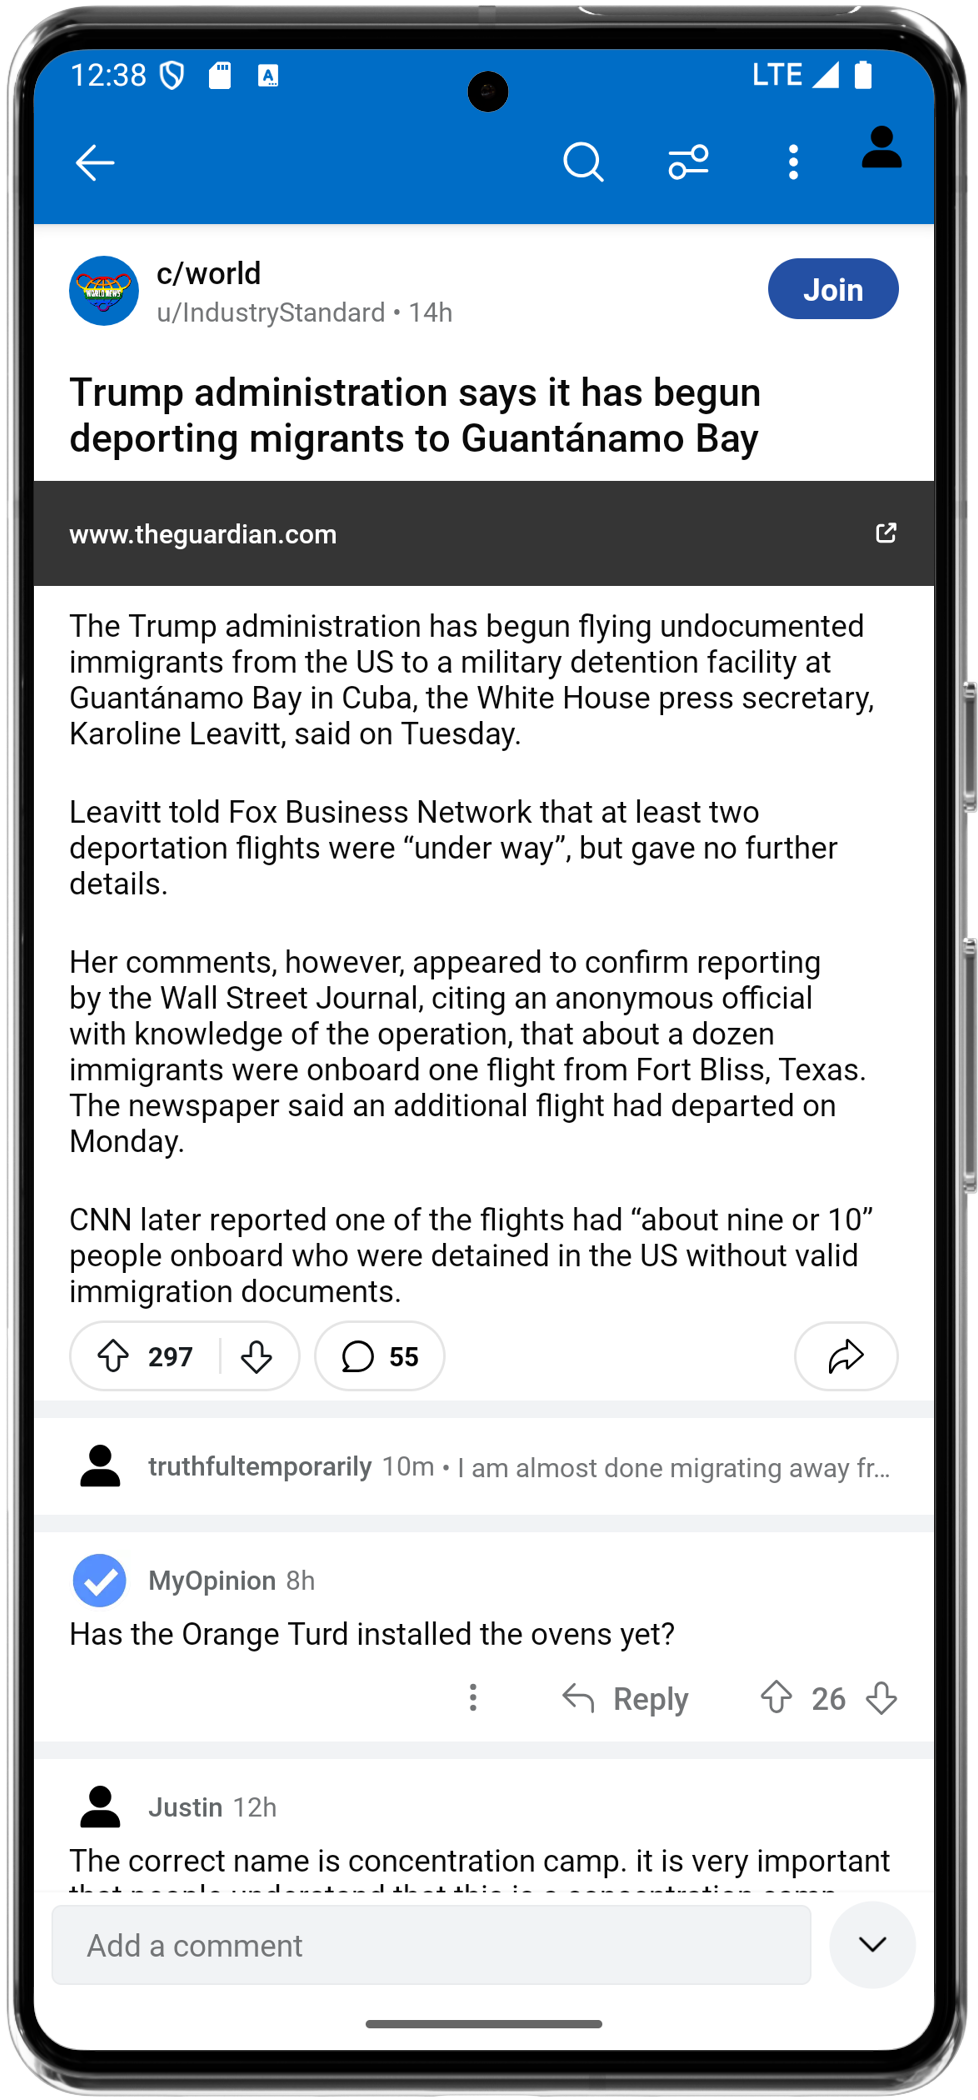 12:38
LTE
c/world
u/IndustryStandard • 14h
Join
Trump administration says it has begun
deporting migrants to Guantánamo Bay
www.theguardian.com
The Trump administration has begun flying undocumented
immigrants from the US to a military detention facility at
Guantánamo Bay in Cuba, the White House press secretary,
Karoline Leavitt, said on Tuesday.
Leavitt told Fox Business Network that at least two
deportation flights were “under way”, but gave no further
details.
Her comments, however, appeared to confirm reporting
by the Wall Street Journal, citing an anonymous official
with knowledge of the operation, that about a dozen
immigrants were onboard one flight from Fort Bliss, Texas.
The newspaper said an additional flight had departed on
Monday.
CNN later reported one of the flights had “about nine or 10”
people onboard who were detained in the US without valid
immigration documents.
297
55
truthfultemporarily 10m • I am almost done migrating away fr...
MyOpinion 8h
Has the Orange Turd installed the ovens yet?
Reply 26
Justin 12h
The correct name is concentration camp. it is very important
that people understand that this is a concentration camp
Add a comment